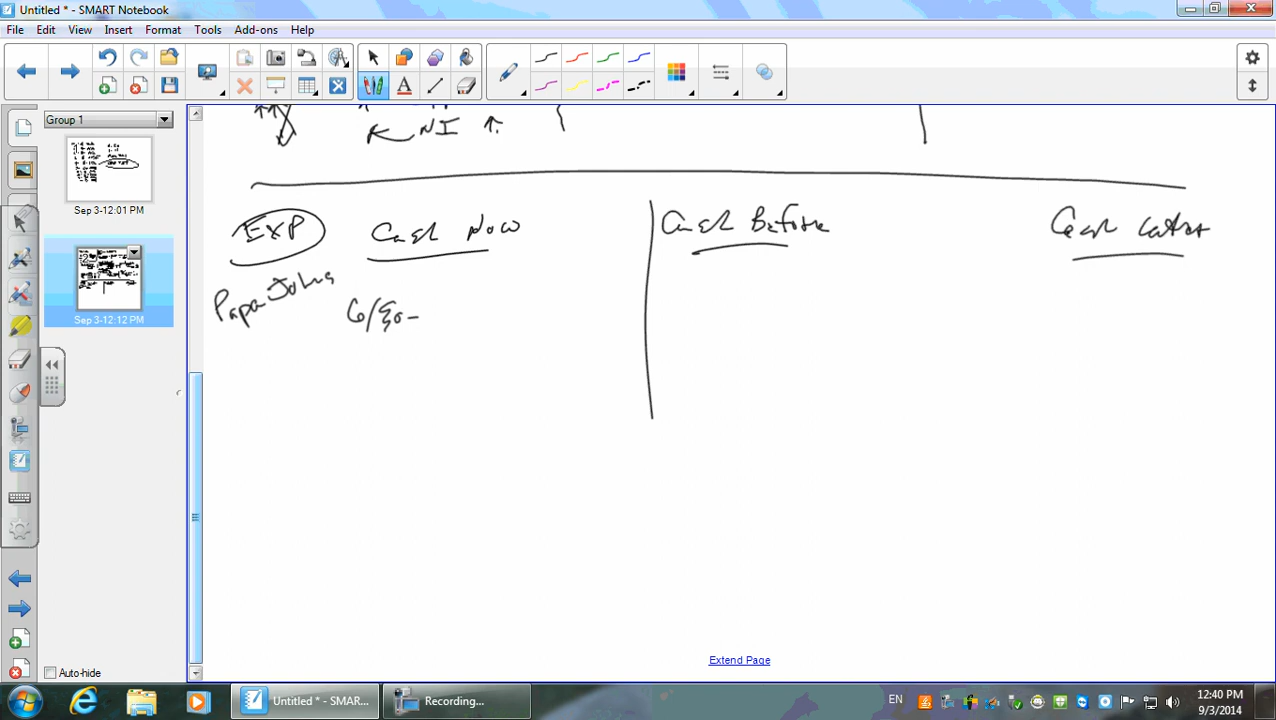 Untitled * - SMART Notebook
File Edit View Insert Format Tools Add-ons Help
Group 1
Sep 3-12:01 PM
Sep 3-12:12 PM
NI ↑
EXP Cash Now Cash Before Cash Later
Papa Johns
Extend Page
Auto-hide
Untitled * - SMAR...
Recording...
EN
12:40 PM
9/3/2014